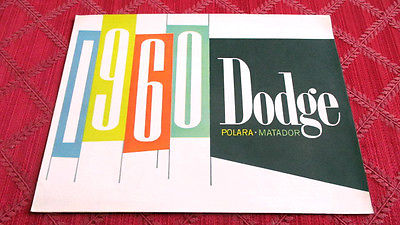 1960 Dodge
POLARA · MATADOR